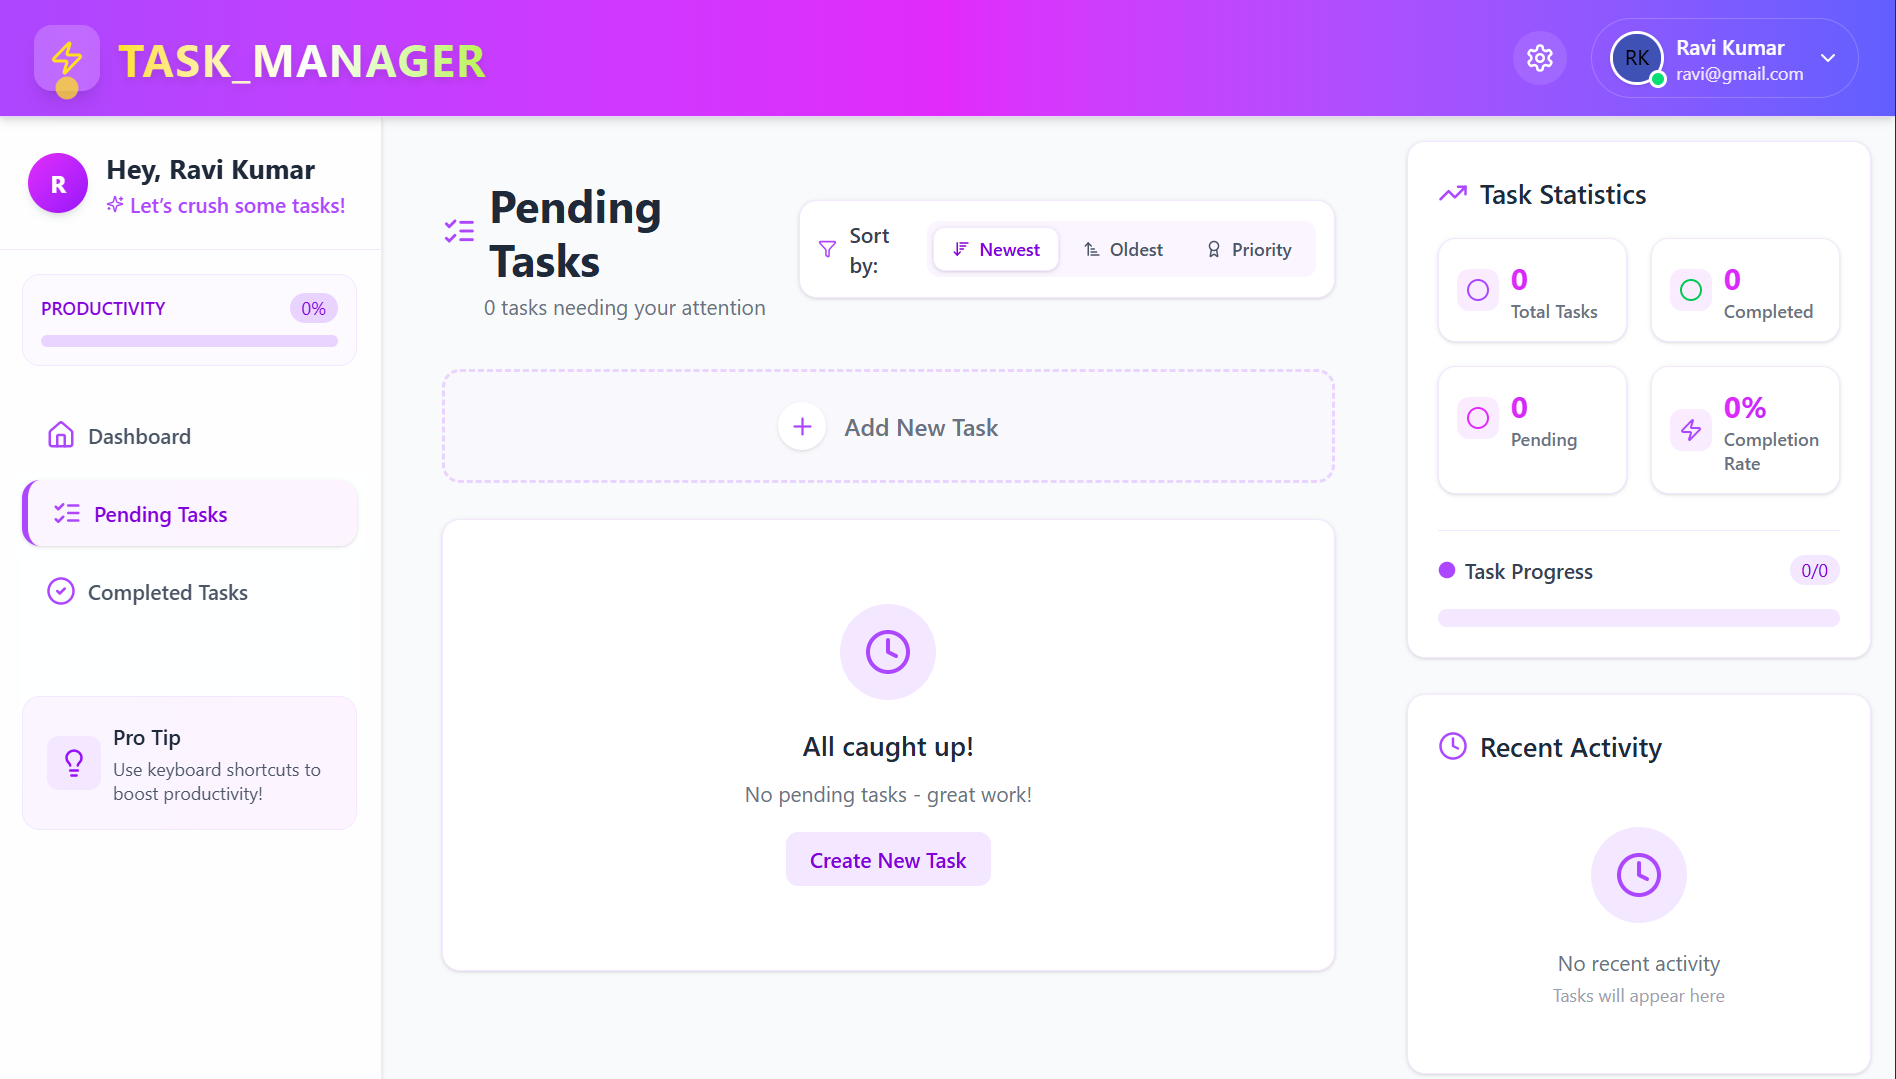 TASK_MANAGER
RK
Ravi Kumar
ravi@gmail.com
R
Hey, Ravi Kumar
Let's crush some tasks!
PRODUCTIVITY
0%
Dashboard
Pending Tasks
Completed Tasks
Pro Tip
Use keyboard shortcuts to
boost productivity!
Pending
Tasks
0 tasks needing your attention
Sort
by:
Newest
Oldest
Priority
Add New Task
All caught up!
No pending tasks - great work!
Create New Task
Task Statistics
0
Total Tasks
0
Completed
0
Pending
0%
Completion
Rate
Task Progress
0/0
Recent Activity
No recent activity
Tasks will appear here